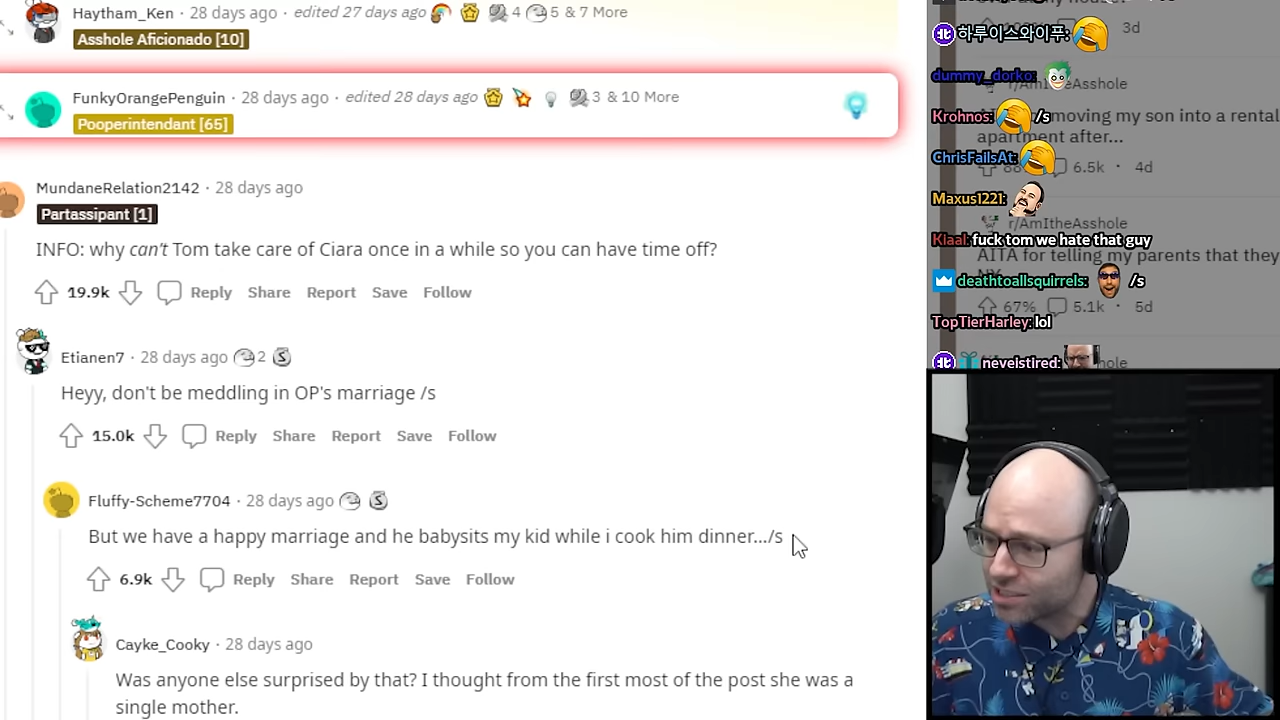 Haytham_Ken · 28 days ago · edited 27 days ago 4 5 & 7 More
Asshole Aficionado [10]
FunkyOrangePenguin · 28 days ago · edited 28 days ago 3 & 10 More
Pooperintendant [65]
MundaneRelation2142 · 28 days ago
Partassipant [1]
INFO: why can't Tom take care of Ciara once in a while so you can have time off?
19.9k Reply Share Report Save Follow
Etianen7 · 28 days ago 2
Heyy, don't be meddling in OP's marriage /s
15.0k Reply Share Report Save Follow
Fluffy-Scheme7704 · 28 days ago
But we have a happy marriage and he babysits my kid while i cook him dinner.../s
6.9k Reply Share Report Save Follow
Cayke_Cooky · 28 days ago
Was anyone else surprised by that? I thought from the first most of the post she was a
single mother.
3d
하루이스와이푸:
dummy_dorko:
Krohnos: /s
moving my son into a rental
apartment after...
ChrisFailsAt:
6.5k · 4d
Maxus1221:
r/AmItheAsshole
Klaal: fuck tom we hate that guy
AITA for telling my parents that they
deathtoallsquirrels: /s
67% 5.1k · 5d
TopTierHarley: lol
neveistired: